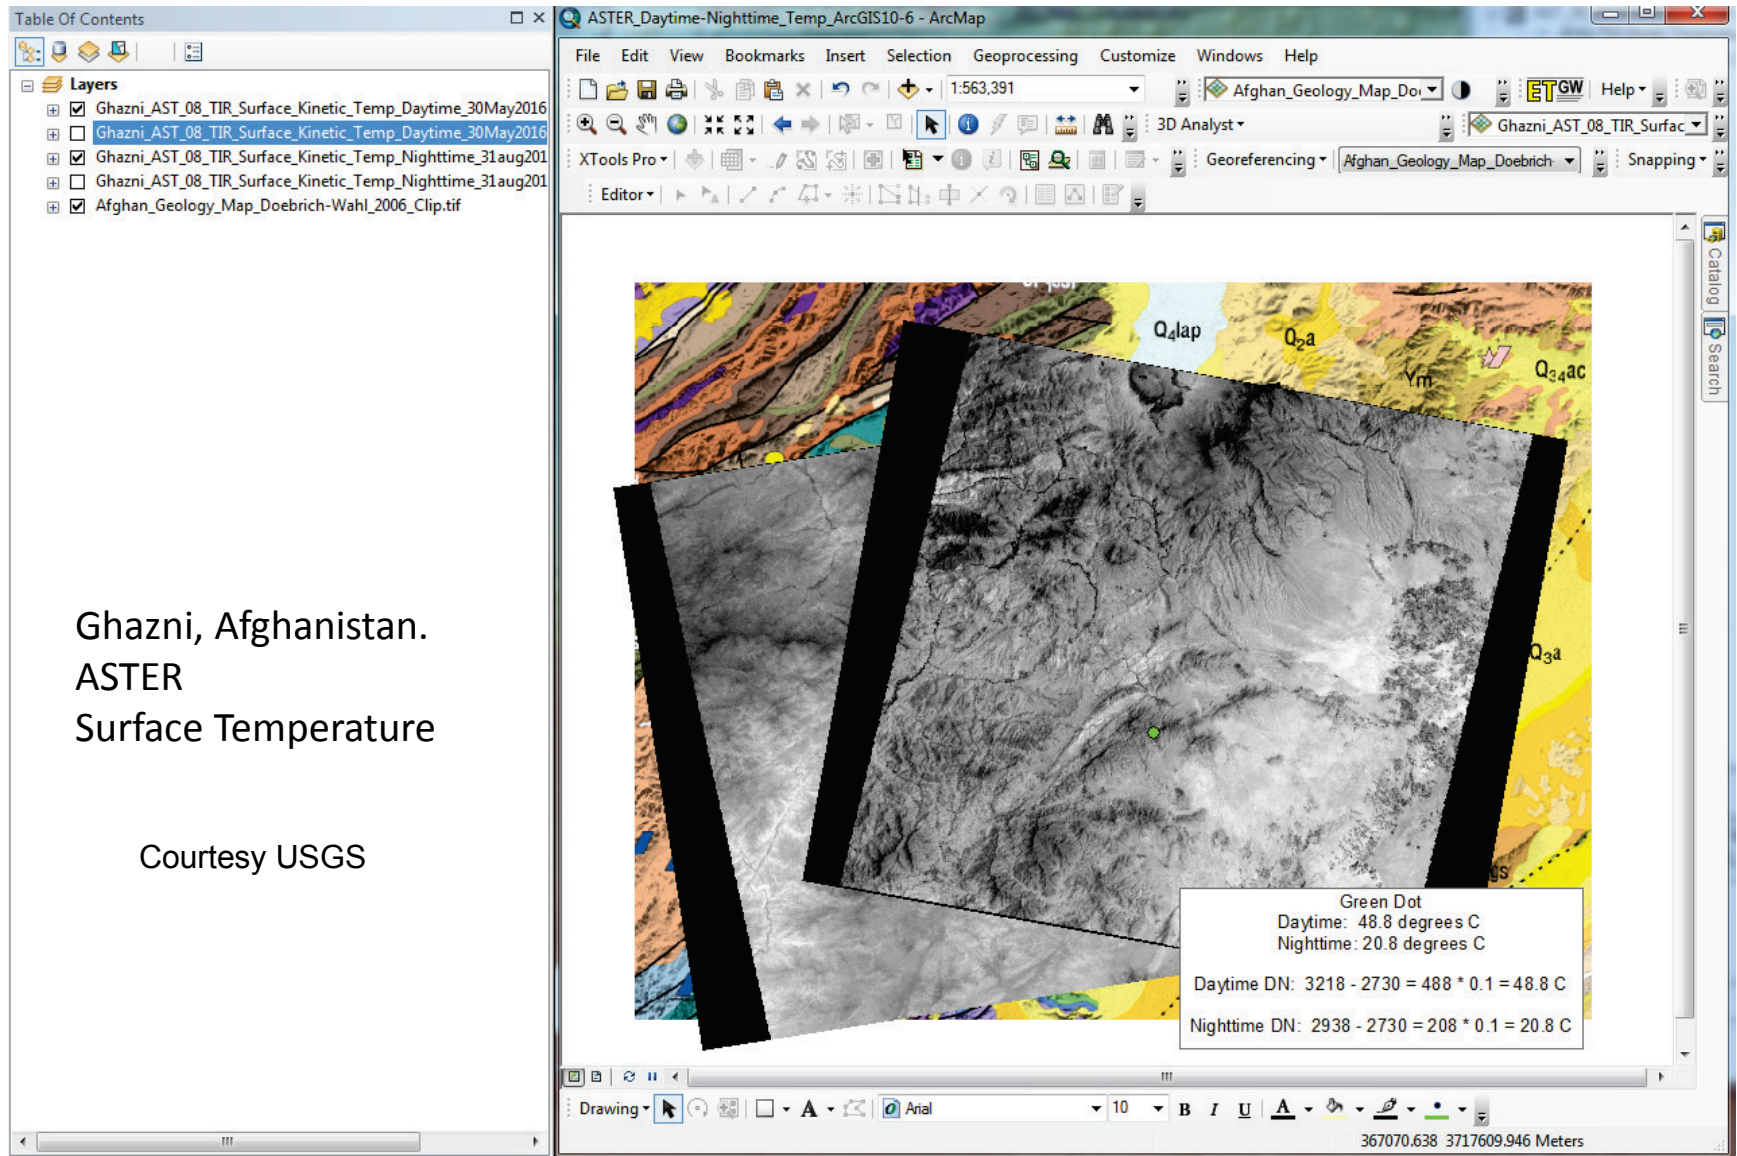 Table Of Contents
Layers
Ghazni_AST_08_TIR_Surface_Kinetic_Temp_Daytime_30May2016
Ghazni_AST_08_TIR_Surface_Kinetic_Temp_Daytime_30May2016
Ghazni_AST_08_TIR_Surface_Kinetic_Temp_Nighttime_31aug201
Ghazni_AST_08_TIR_Surface_Kinetic_Temp_Nighttime_31aug201
Afghan_Geology_Map_Doebrich-Wahl_2006_Clip.tif
Ghazni, Afghanistan.
ASTER
Surface Temperature
Courtesy USGS
ASTER_Daytime-Nighttime_Temp_ArcGIS10-6 - ArcMap
File Edit View Bookmarks Insert Selection Geoprocessing Customize Windows Help
1:563,391 Afghan_Geology_Map_Do ET GW Help
3D Analyst Ghazni_AST_08_TIR_Surfac
XTools Pro Georeferencing Afghan_Geology_Map_Doebrich- Snapping
Editor
Catalog
Search
Q4lap
Q2a
Ym
Q34ac
Q3a
gs
Green Dot
Daytime: 48.8 degrees C
Nighttime: 20.8 degrees C
Daytime DN: 3218 - 2730 = 488 * 0.1 = 48.8 C
Nighttime DN: 2938 - 2730 = 208 * 0.1 = 20.8 C
Drawing A Arial 10 B I U A
367070.638 3717609.946 Meters